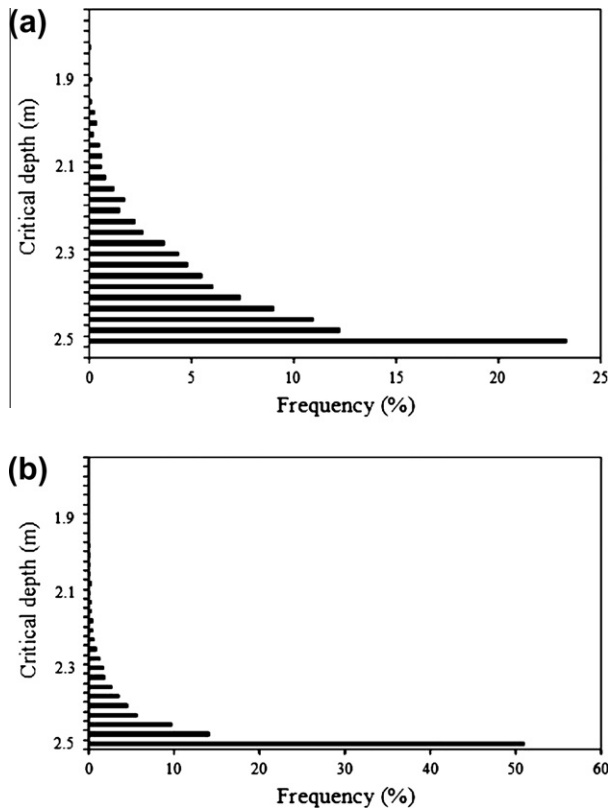 (a)
Critical depth (m)
1.9
2.1
2.3
2.5
0 5 10 15 20 25
Frequency (%)
(b)
Critical depth (m)
1.9
2.1
2.3
2.5
0 10 20 30 40 50 60
Frequency (%)